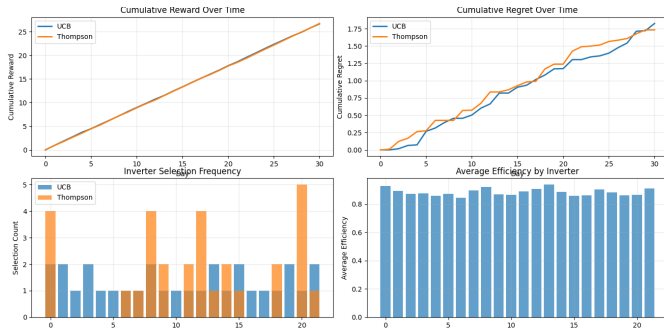 Cumulative Reward Over Time
UCB
Thompson
Cumulative Reward
25
20
15
10
5
0
0 5 10 15 20 25 30
Cumulative Regret Over Time
UCB
Thompson
Cumulative Regret
1.75
1.50
1.25
1.00
0.75
0.50
0.25
0.00
0 5 10 15 20 25 30
Inverter Selection Frequency
UCB
Thompson
Selection Count
5
4
3
2
1
0
0 5 10 15 20
Average Efficiency by Inverter
Average Efficiency
0.8
0.6
0.4
0.2
0.0
0 5 10 15 20